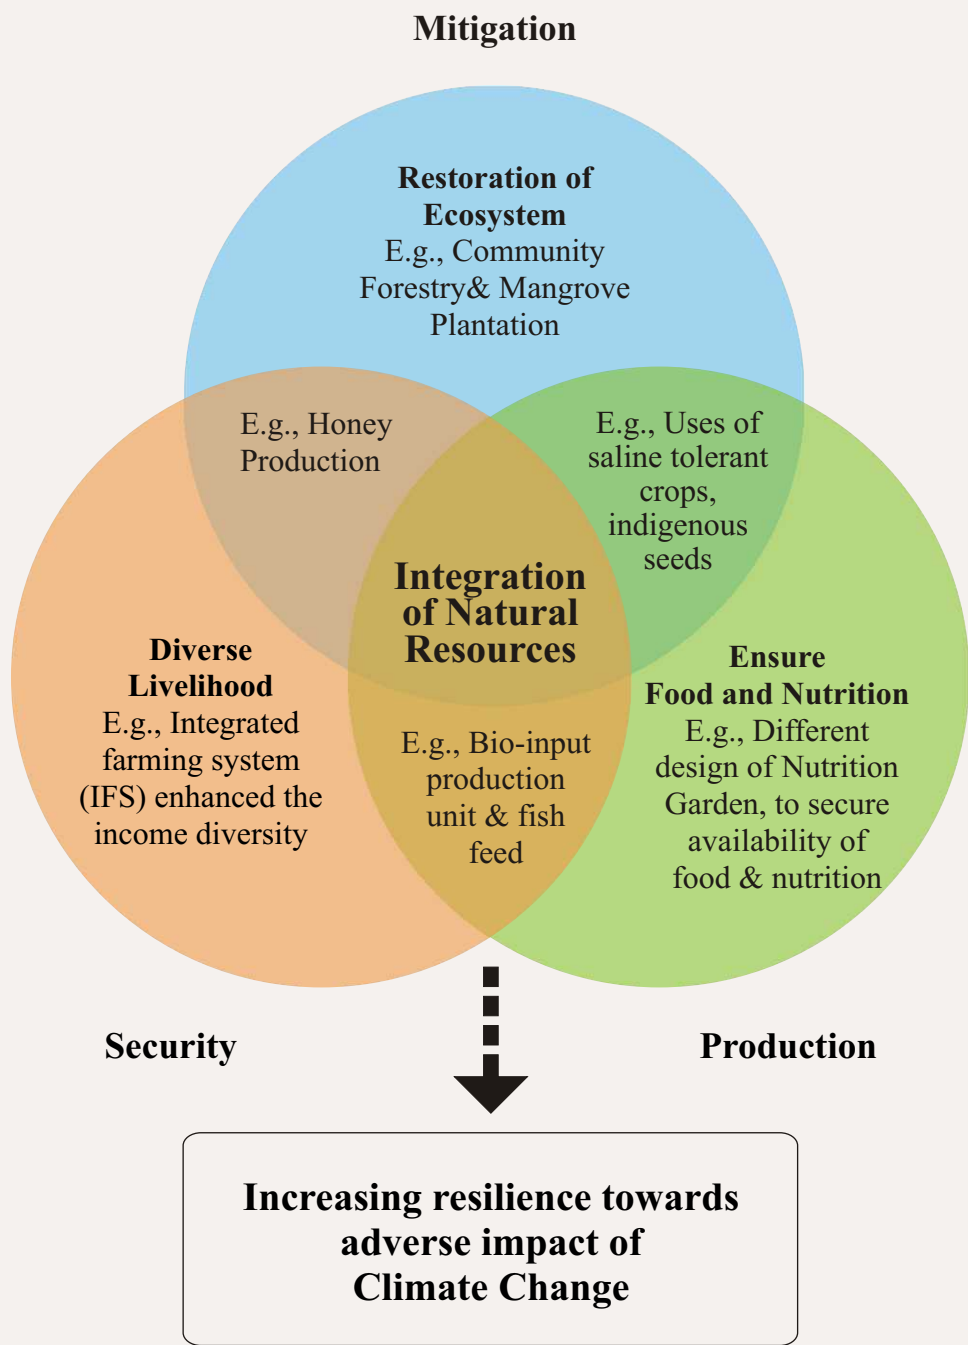 Mitigation
Restoration of
Ecosystem
E.g., Community
Forestry& Mangrove
Plantation
E.g., Honey
Production
E.g., Uses of
saline tolerant
crops,
indigenous
seeds
Integration
of Natural
Resources
Diverse
Livelihood
E.g., Integrated
farming system
(IFS) enhanced the
income diversity
E.g., Bio-input
production
unit & fish
feed
Ensure
Food and Nutrition
E.g., Different
design of Nutrition
Garden, to secure
availability of
food & nutrition
Security
Production
Increasing resilience towards
adverse impact of
Climate Change